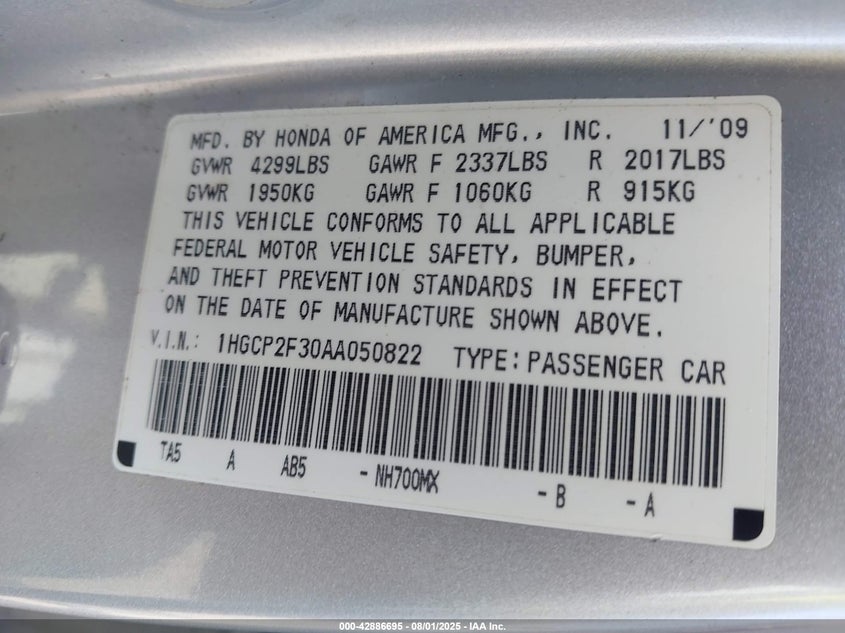 MFD. BY HONDA OF AMERICA MFG., INC. 11/'09
GVWR 4299LBS GAWR F 2337LBS R 2017LBS
GVWR 1950KG GAWR F 1060KG R 915KG
THIS VEHICLE CONFORMS TO ALL APPLICABLE
FEDERAL MOTOR VEHICLE SAFETY, BUMPER,
AND THEFT PREVENTION STANDARDS IN EFFECT
ON THE DATE OF MANUFACTURE SHOWN ABOVE.
V.I.N.: 1HGCP2F30AA050822 TYPE:PASSENGER CAR
TA5 A AB5 - NH700MX - B - A
000-42886695 - 08/01/2025 - IAA Inc.